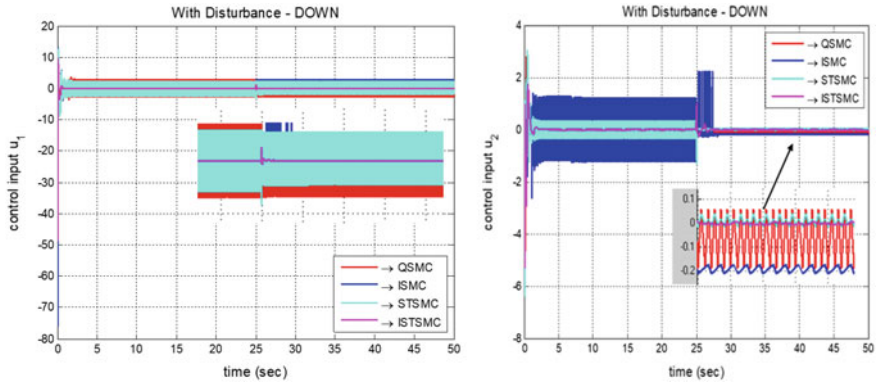 With Disturbance - DOWN
20
10
0
-10
-20
-30
-40
-50
-60
-70
-80
control input u1
0 5 10 15 20 25 30 35 40 45 50
time (sec)
→ QSMC
→ ISMC
→ STSMC
→ ISTSMC
With Disturbance - DOWN
4
2
0
-2
-4
-6
-8
control input u2
0 5 10 15 20 25 30 35 40 45 50
time (sec)
→ QSMC
→ ISMC
→ STSMC
→ ISTSMC
0.1
0
-0.1
-0.2